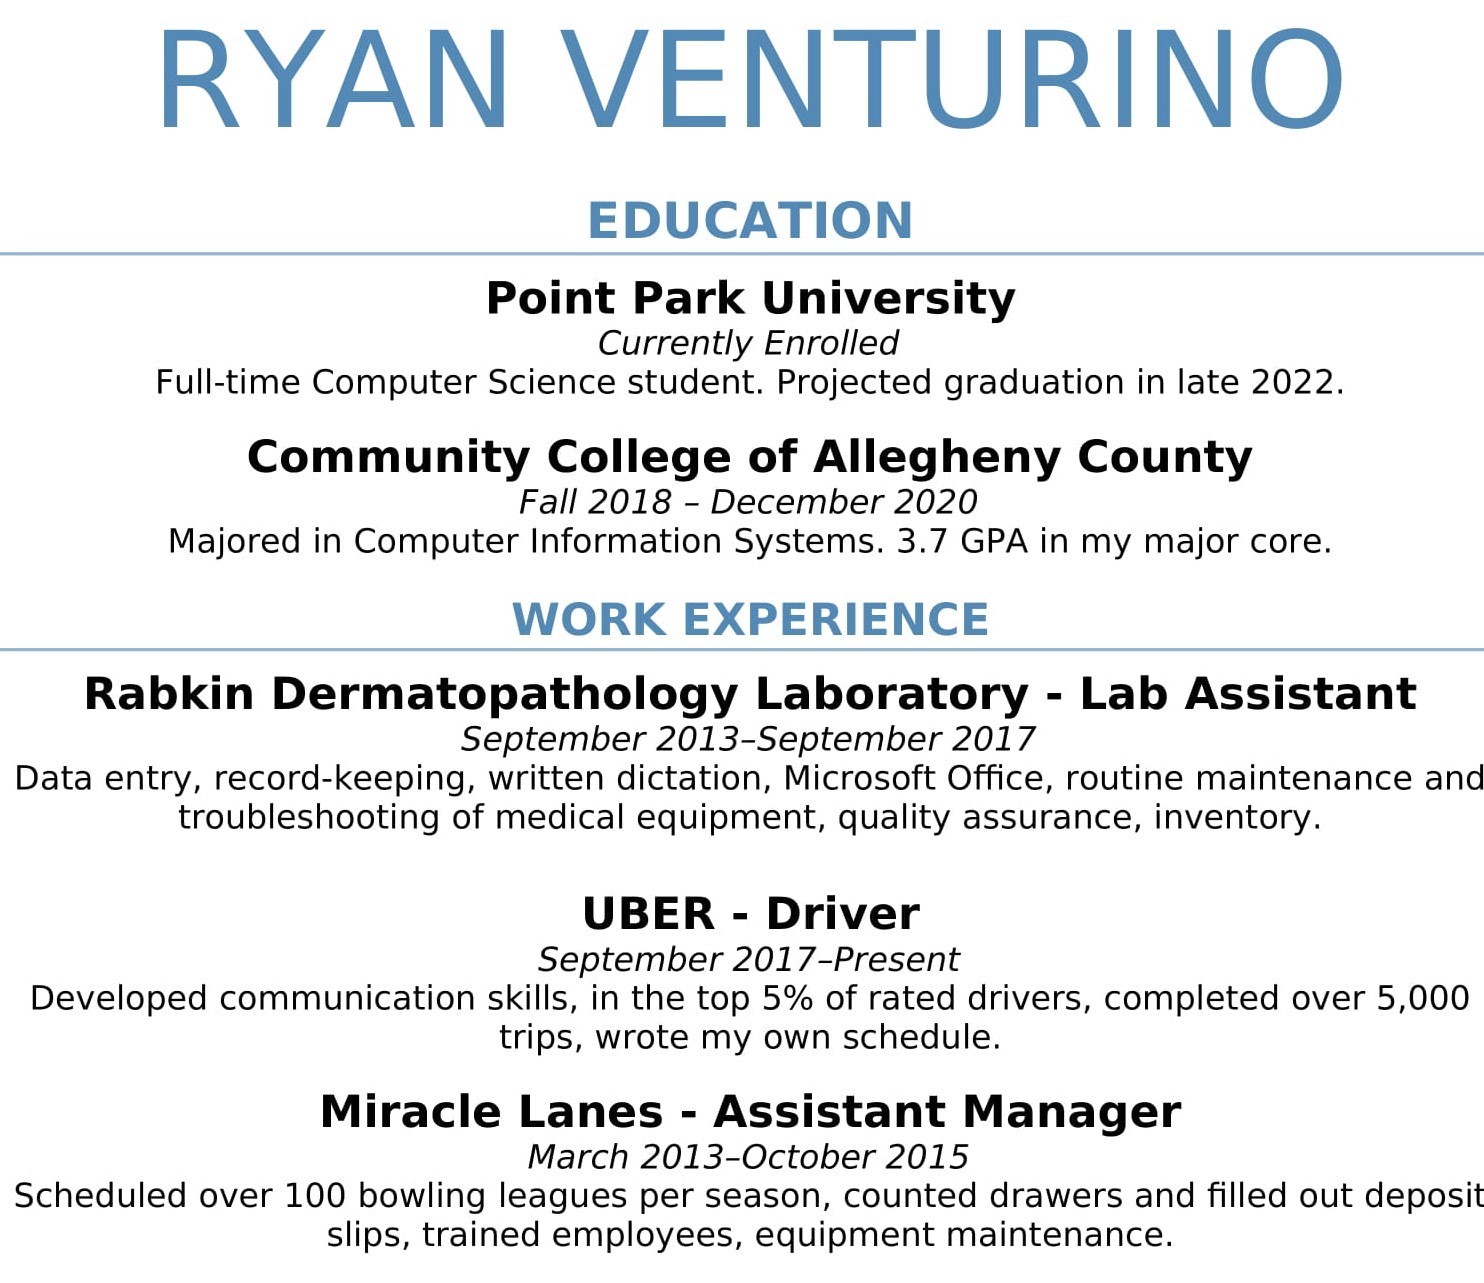 RYAN VENTURINO
EDUCATION
Point Park University
Currently Enrolled
Full-time Computer Science student. Projected graduation in late 2022.
Community College of Allegheny County
Fall 2018 – December 2020
Majored in Computer Information Systems. 3.7 GPA in my major core.
WORK EXPERIENCE
Rabkin Dermatopathology Laboratory - Lab Assistant
September 2013–September 2017
Data entry, record-keeping, written dictation, Microsoft Office, routine maintenance and
troubleshooting of medical equipment, quality assurance, inventory.
UBER - Driver
September 2017–Present
Developed communication skills, in the top 5% of rated drivers, completed over 5,000
trips, wrote my own schedule.
Miracle Lanes - Assistant Manager
March 2013–October 2015
Scheduled over 100 bowling leagues per season, counted drawers and filled out deposit
slips, trained employees, equipment maintenance.